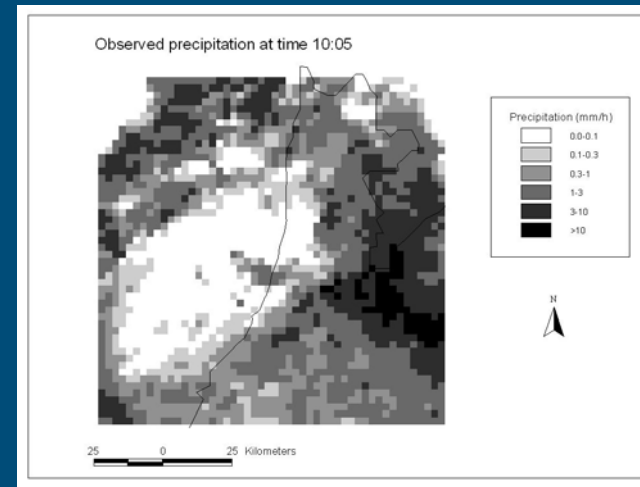 Observed precipitation at time 10:05
Precipitation (mm/h)
0.0-0.1
0.1-0.3
0.3-1
1-3
3-10
>10
N
25 0 25 Kilometers